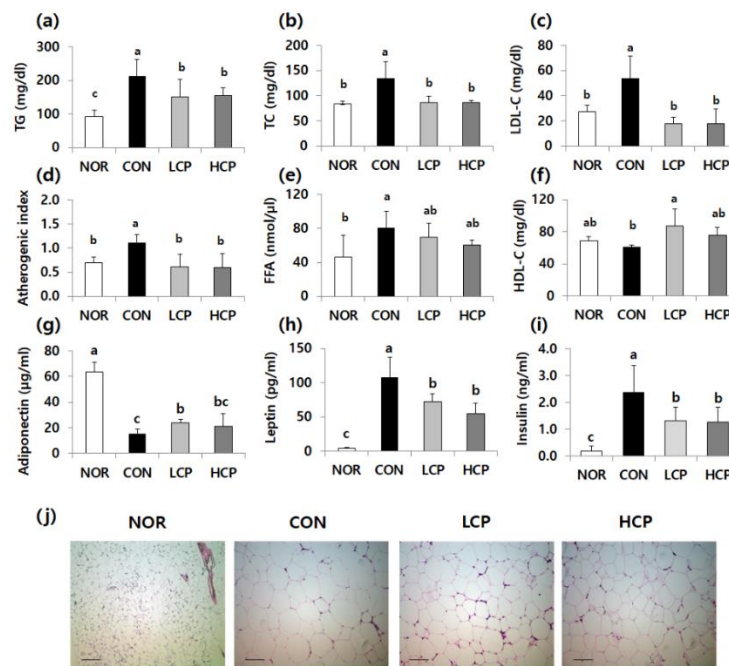 (a) (b) (c)
TG (mg/dl) 300 200 100 0 c a b b NOR CON LCP HCP
TC (mg/dl) 150 100 50 0 b a b b NOR CON LCP HCP
LDL-C (mg/dl) 80 60 40 20 0 b a b b NOR CON LCP HCP
(d) (e) (f)
Atherogenic index 2.0 1.5 1.0 0.5 0.0 b a b b NOR CON LCP HCP
FFA (nmol/µl) 120 80 40 0 b a ab ab NOR CON LCP HCP
HDL-C (mg/dl) 120 80 40 0 ab b a ab NOR CON LCP HCP
(g) (h) (i)
Adiponectin (µg/ml) 80 60 40 20 0 a c b bc NOR CON LCP HCP
Leptin (pg/ml) 150 100 50 0 c a b b NOR CON LCP HCP
Insulin (ng/ml) 4.0 3.0 2.0 1.0 0.0 c a b b NOR CON LCP HCP
(j) NOR CON LCP HCP